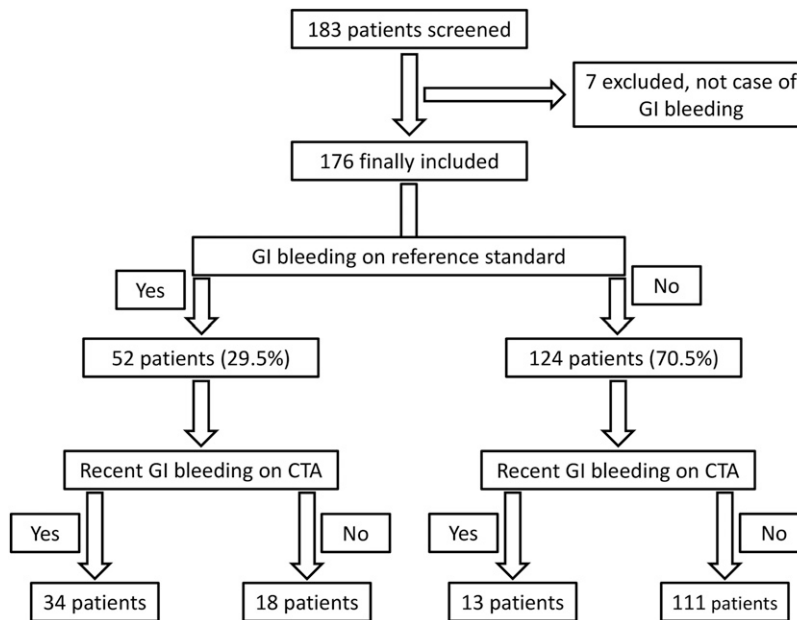 183 patients screened
7 excluded, not case of
GI bleeding
176 finally included
GI bleeding on reference standard
Yes
No
52 patients (29.5%)
124 patients (70.5%)
Recent GI bleeding on CTA
Recent GI bleeding on CTA
Yes
No
Yes
No
34 patients
18 patients
13 patients
111 patients